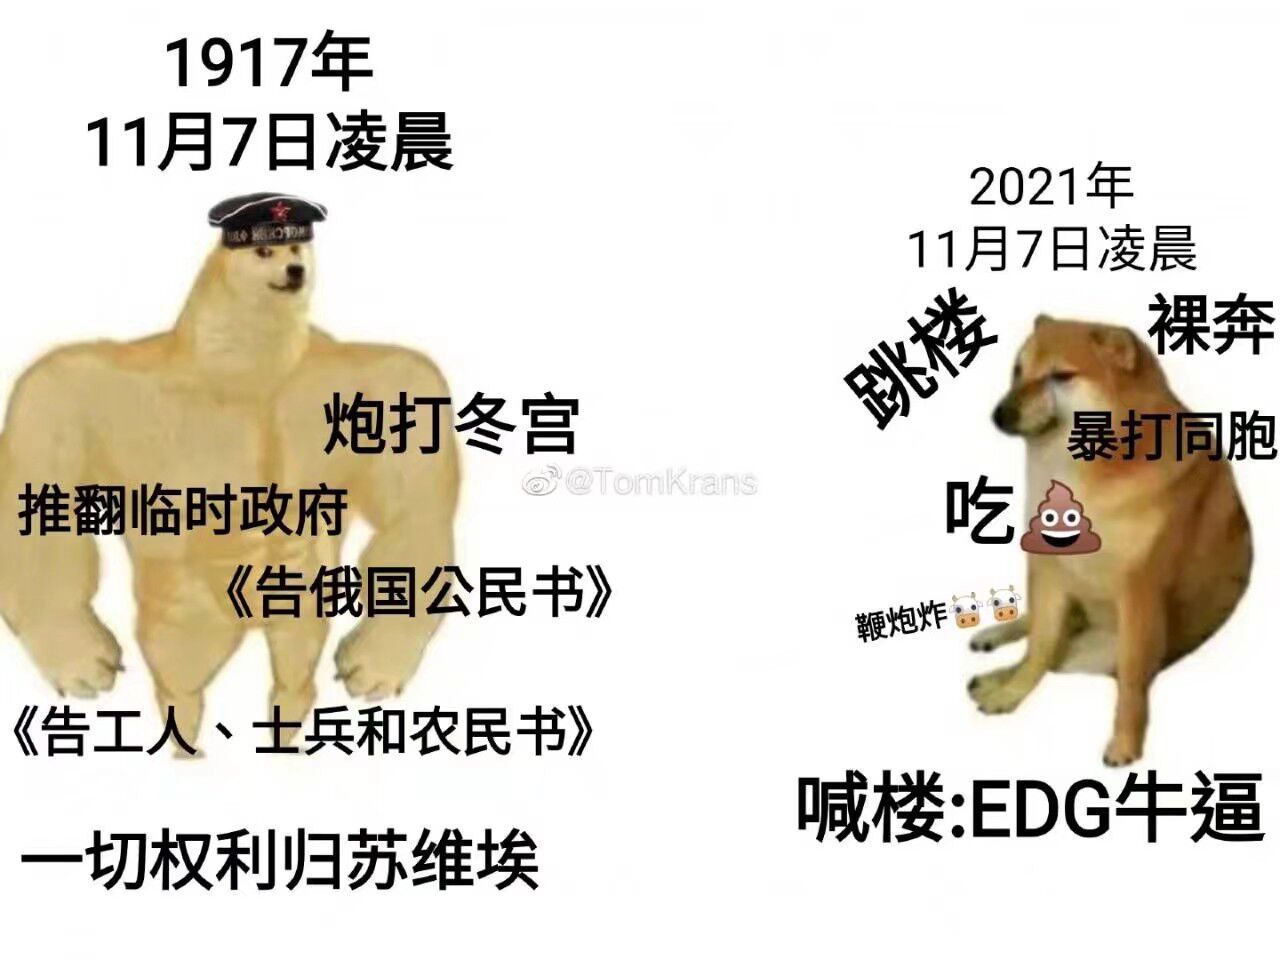 1917年
11月7日凌晨
炮打冬宫
推翻临时政府
《告俄国公民书》
《告工人、士兵和农民书》
一切权利归苏维埃
@TomKrans
2021年
11月7日凌晨
跳楼
裸奔
暴打同胞
吃💩
鞭炮炸🐮🐮
喊楼:EDG牛逼